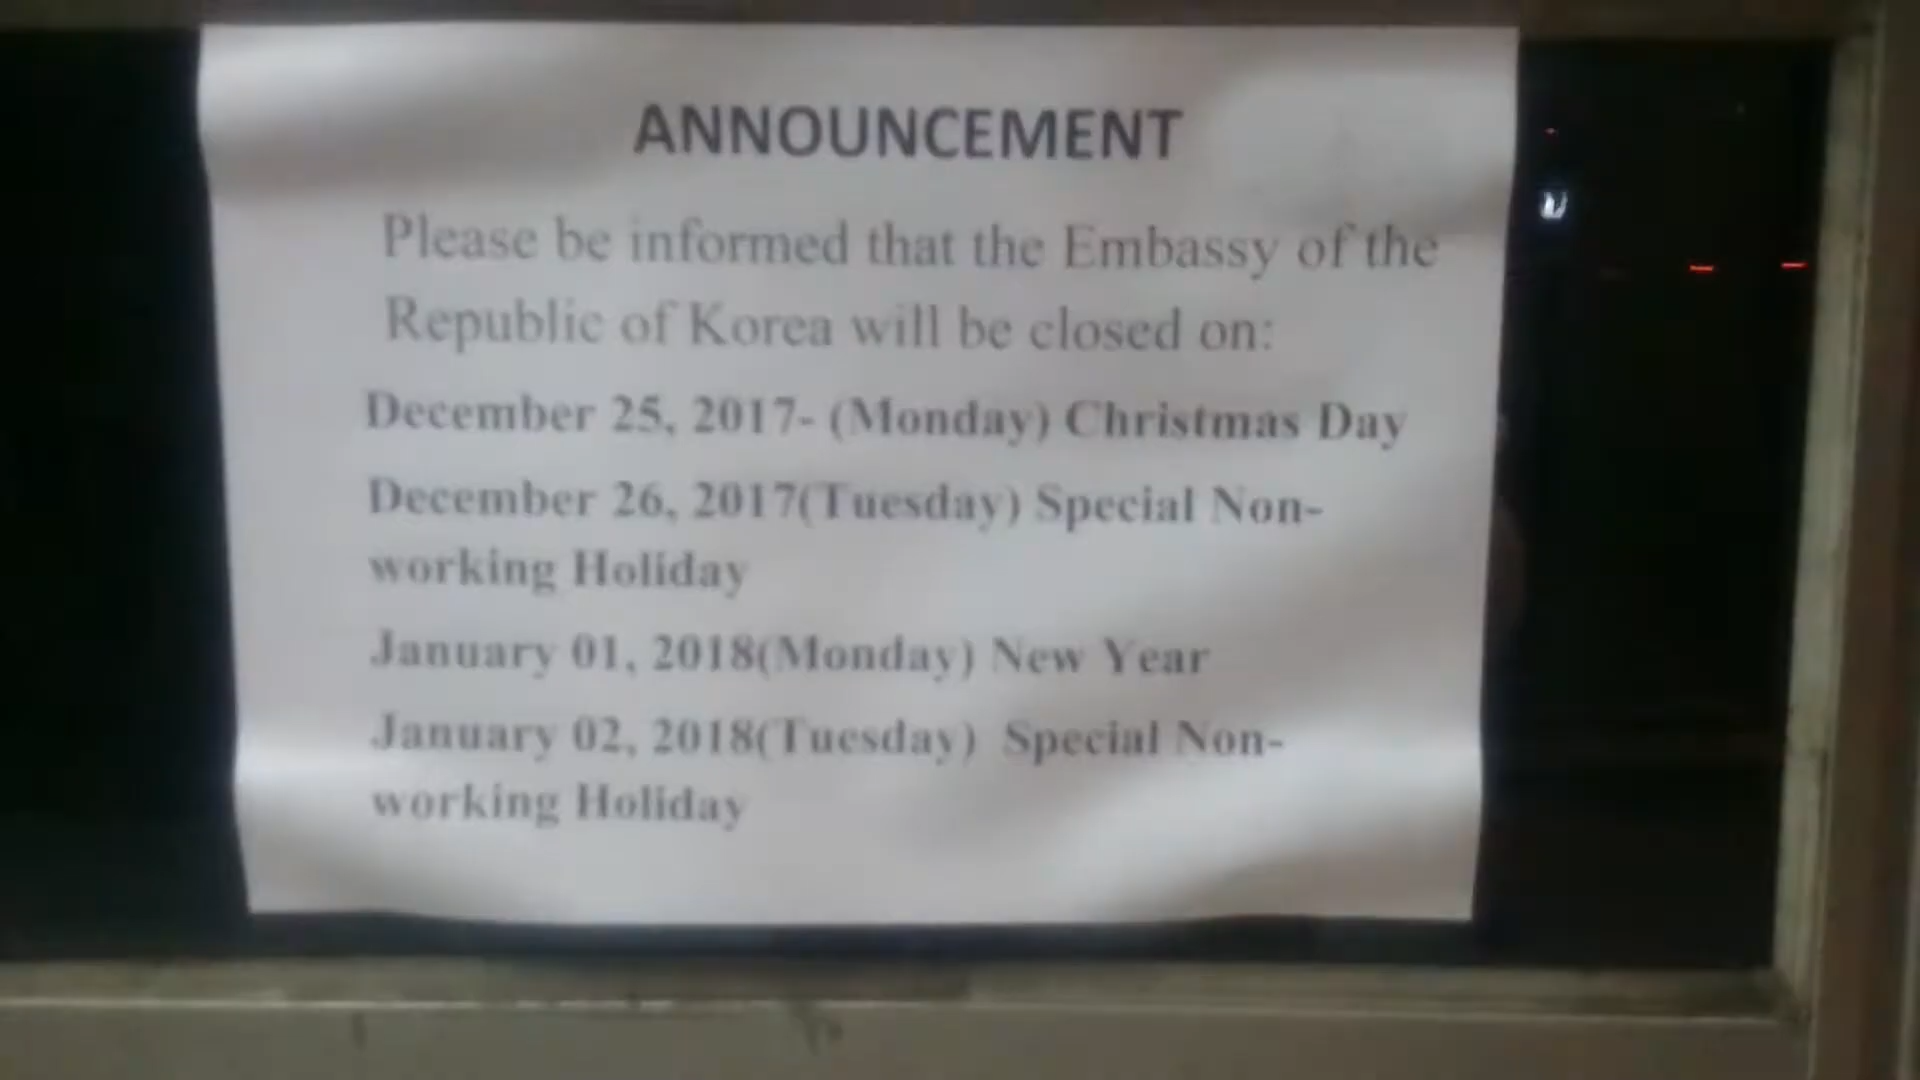 ANNOUNCEMENT
Please be informed that the Embassy of the
Republic of Korea will be closed on:
December 25, 2017- (Monday) Christmas Day
December 26, 2017(Tuesday) Special Non-
working Holiday
January 01, 2018(Monday) New Year
January 02, 2018(Tuesday) Special Non-
working Holiday